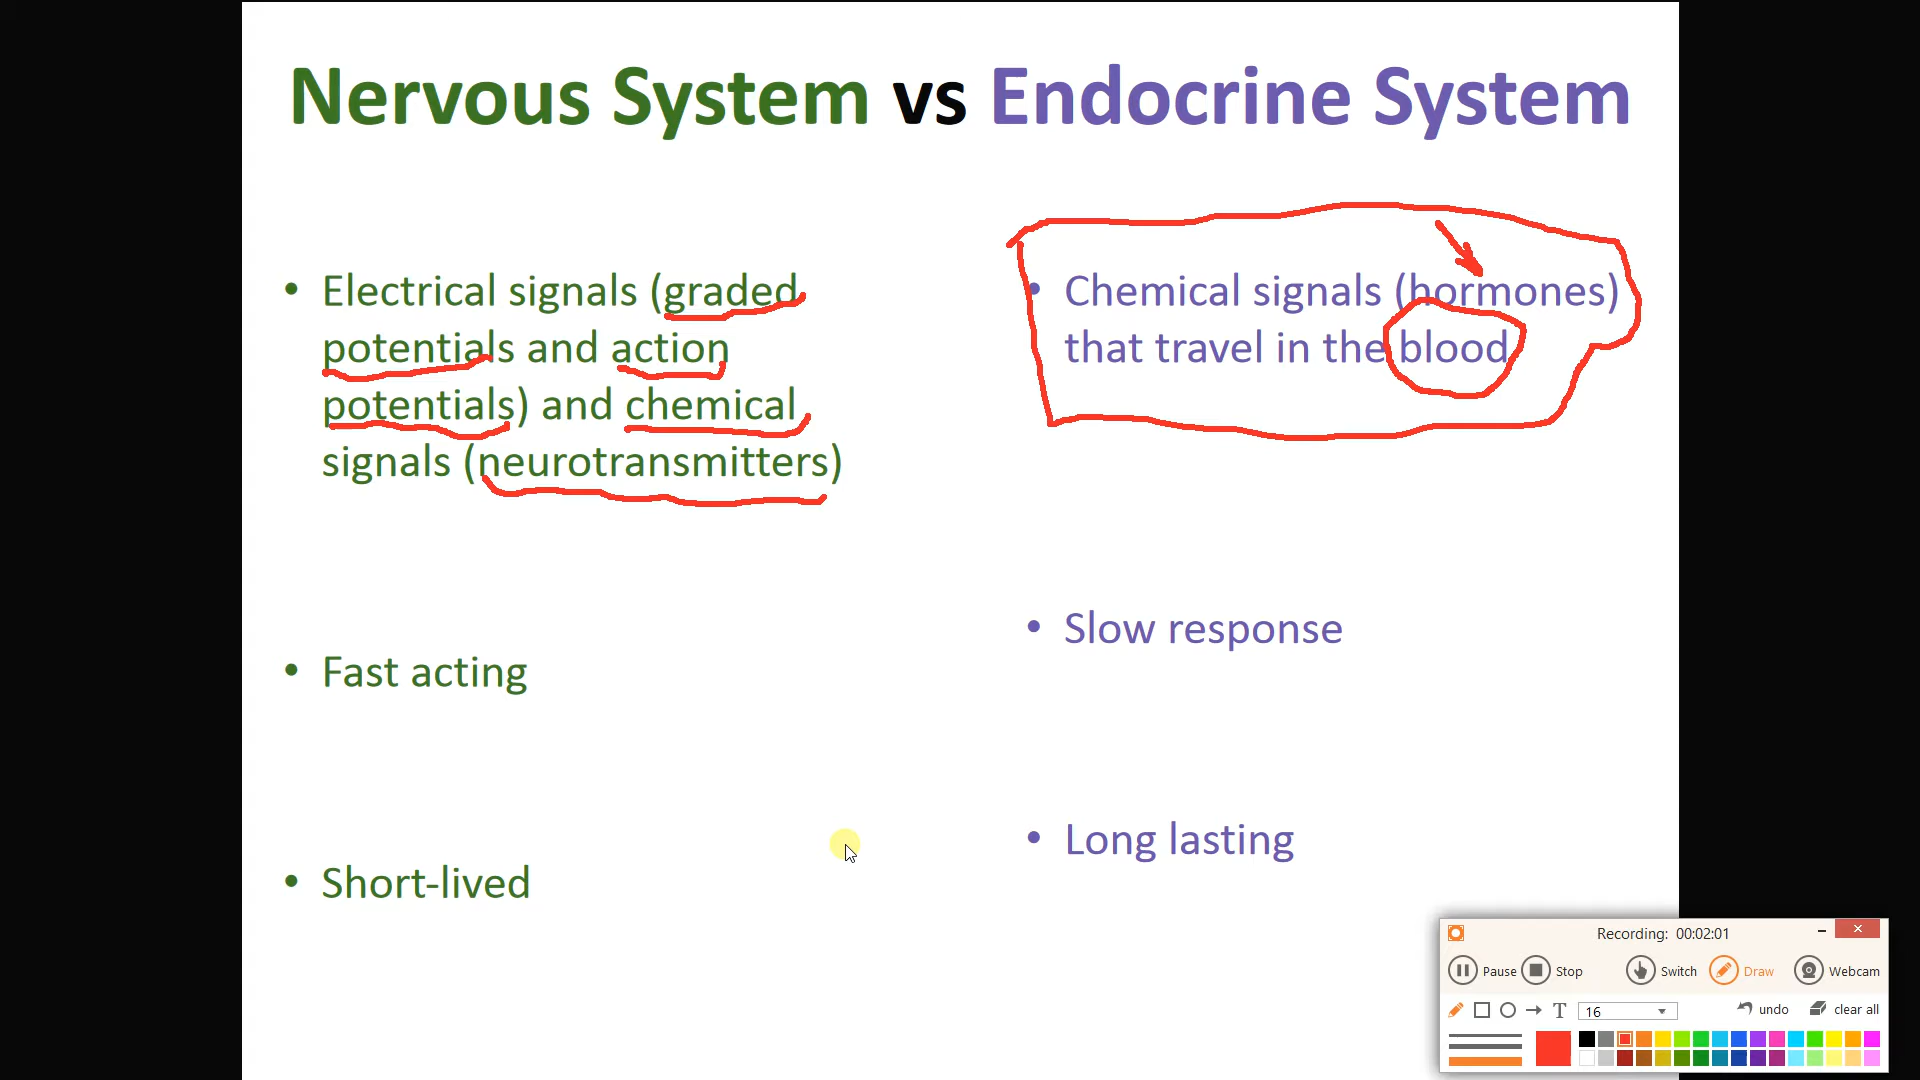 Nervous System vs Endocrine System
• Electrical signals (graded
potentials and action
potentials) and chemical
signals (neurotransmitters)
• Fast acting
• Short-lived
• Chemical signals (hormones)
that travel in the blood
• Slow response
• Long lasting
Recording: 00:02:01
Pause Stop Switch Draw Webcam
T 16 undo clear all